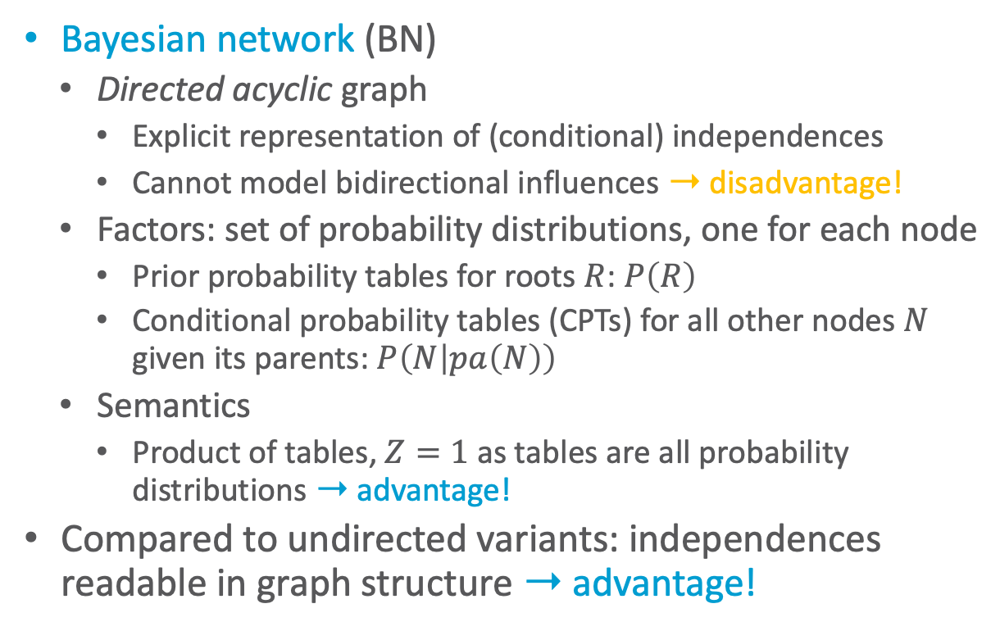 • Bayesian network (BN)
• Directed acyclic graph
• Explicit representation of (conditional) independences
• Cannot model bidirectional influences → disadvantage!
• Factors: set of probability distributions, one for each node
• Prior probability tables for roots R: P(R)
• Conditional probability tables (CPTs) for all other nodes N
given its parents: P(N|pa(N))
• Semantics
• Product of tables, Z = 1 as tables are all probability
distributions → advantage!
• Compared to undirected variants: independences
readable in graph structure → advantage!